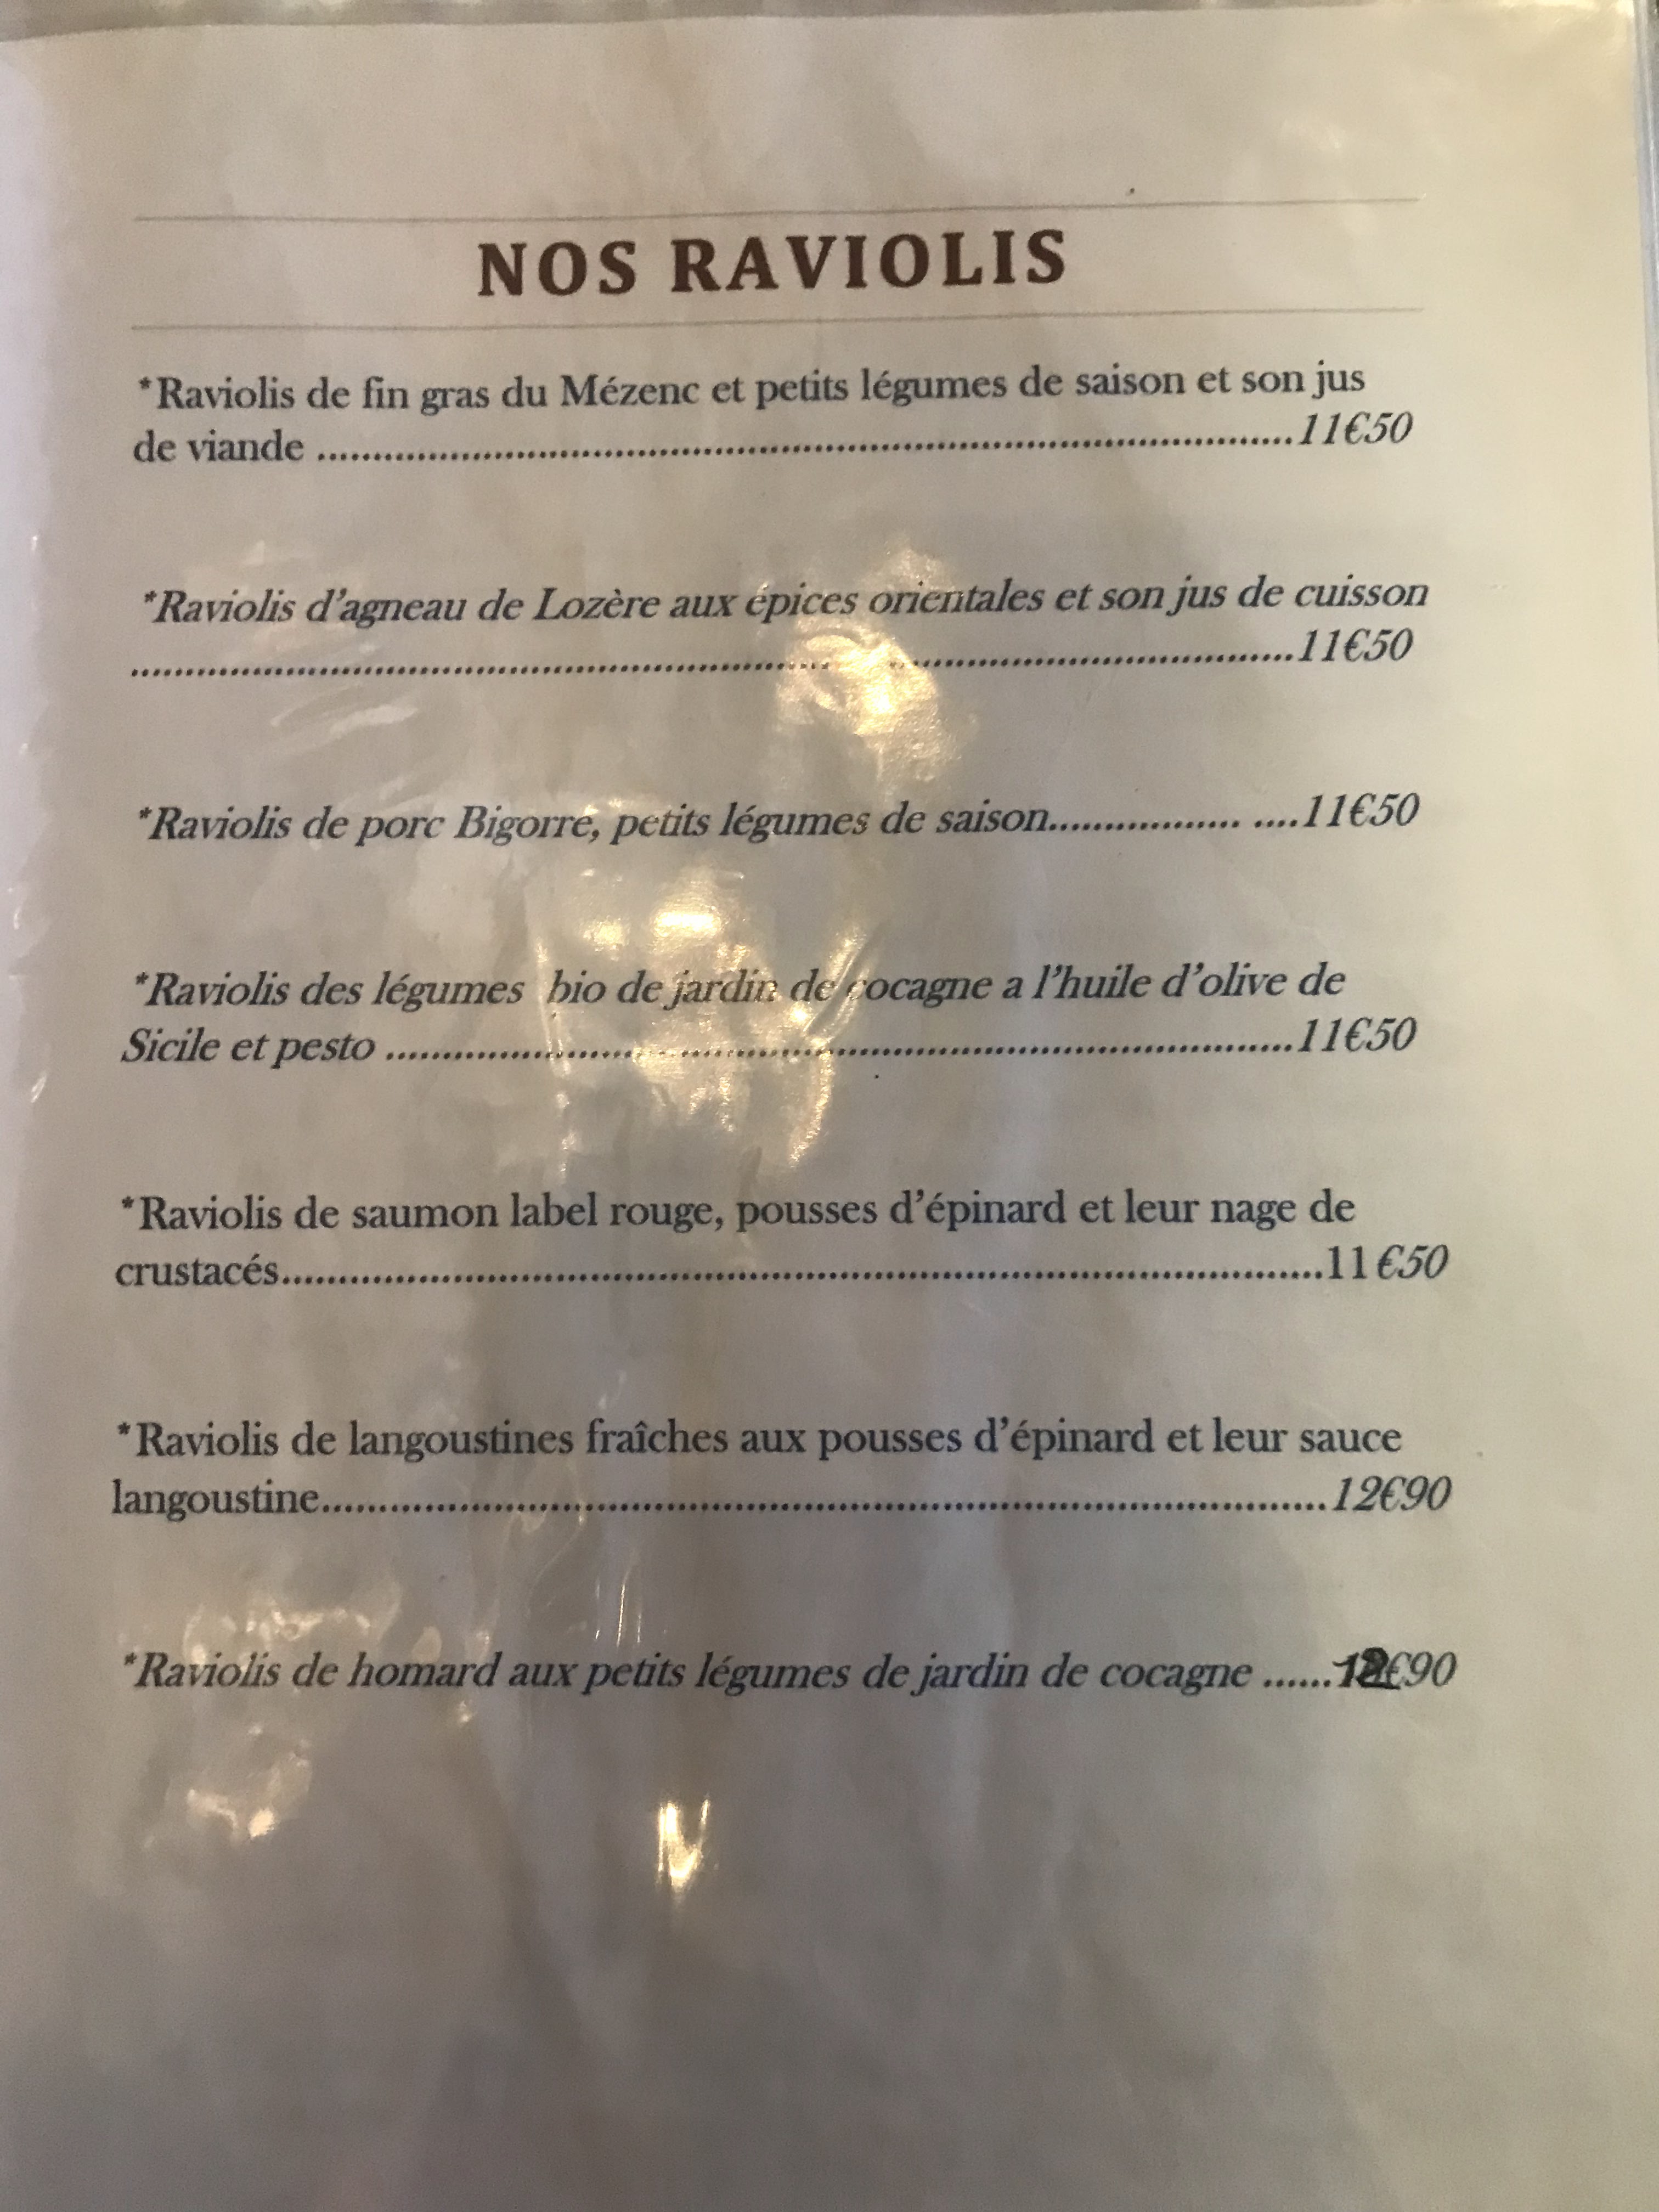 NOS RAVIOLIS
*Raviolis de fin gras du Mézenc et petits légumes de saison et son jus
de viande ..........................................................................................11€50
*Raviolis d'agneau de Lozère aux épices orientales et son jus de cuisson
..........................................................................................................11€50
*Raviolis de porc Bigorre, petits légumes de saison................. ....11€50
*Raviolis des légumes bio de jardin de cocagne a l'huile d'olive de
Sicile et pesto ...................................................................................11€50
*Raviolis de saumon label rouge, pousses d'épinard et leur nage de
crustacés..............................................................................................11€50
*Raviolis de langoustines fraîches aux pousses d'épinard et leur sauce
langoustine...........................................................................................12€90
*Raviolis de homard aux petits légumes de jardin de cocagne ......12€90